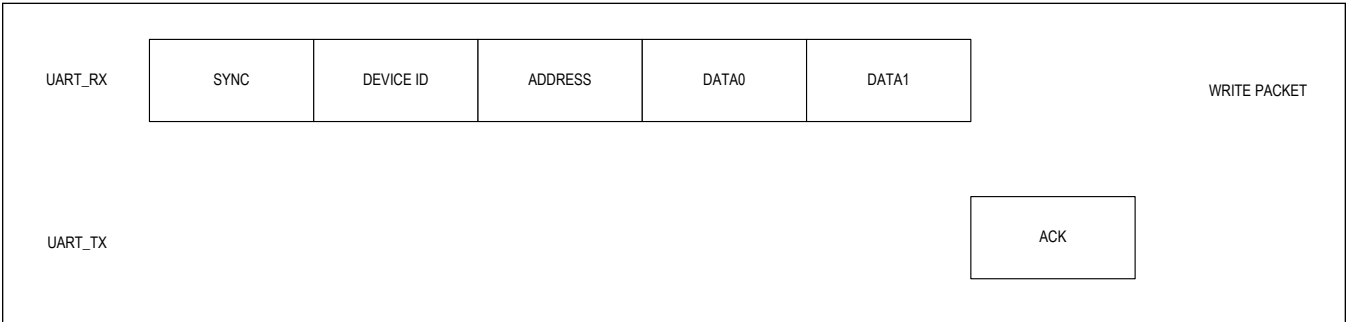 UART_RX SYNC DEVICE ID ADDRESS DATA0 DATA1 WRITE PACKET
UART_TX ACK